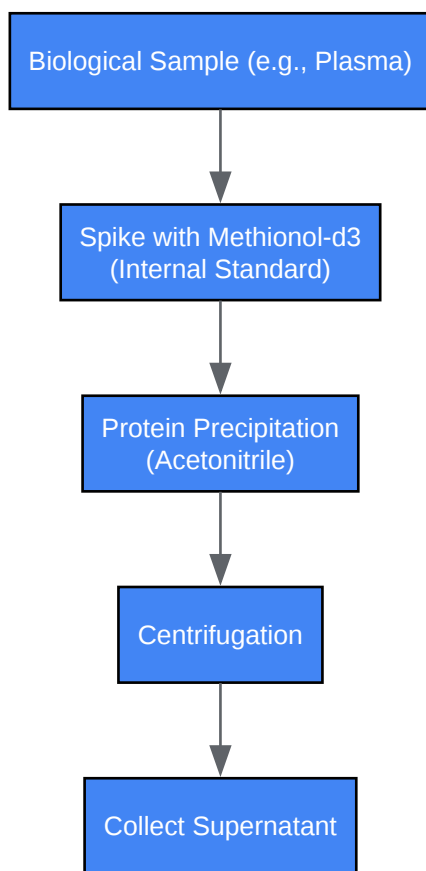 Biological Sample (e.g., Plasma)
Spike with Methionol-d3
(Internal Standard)
Protein Precipitation
(Acetonitrile)
Centrifugation
Collect Supernatant